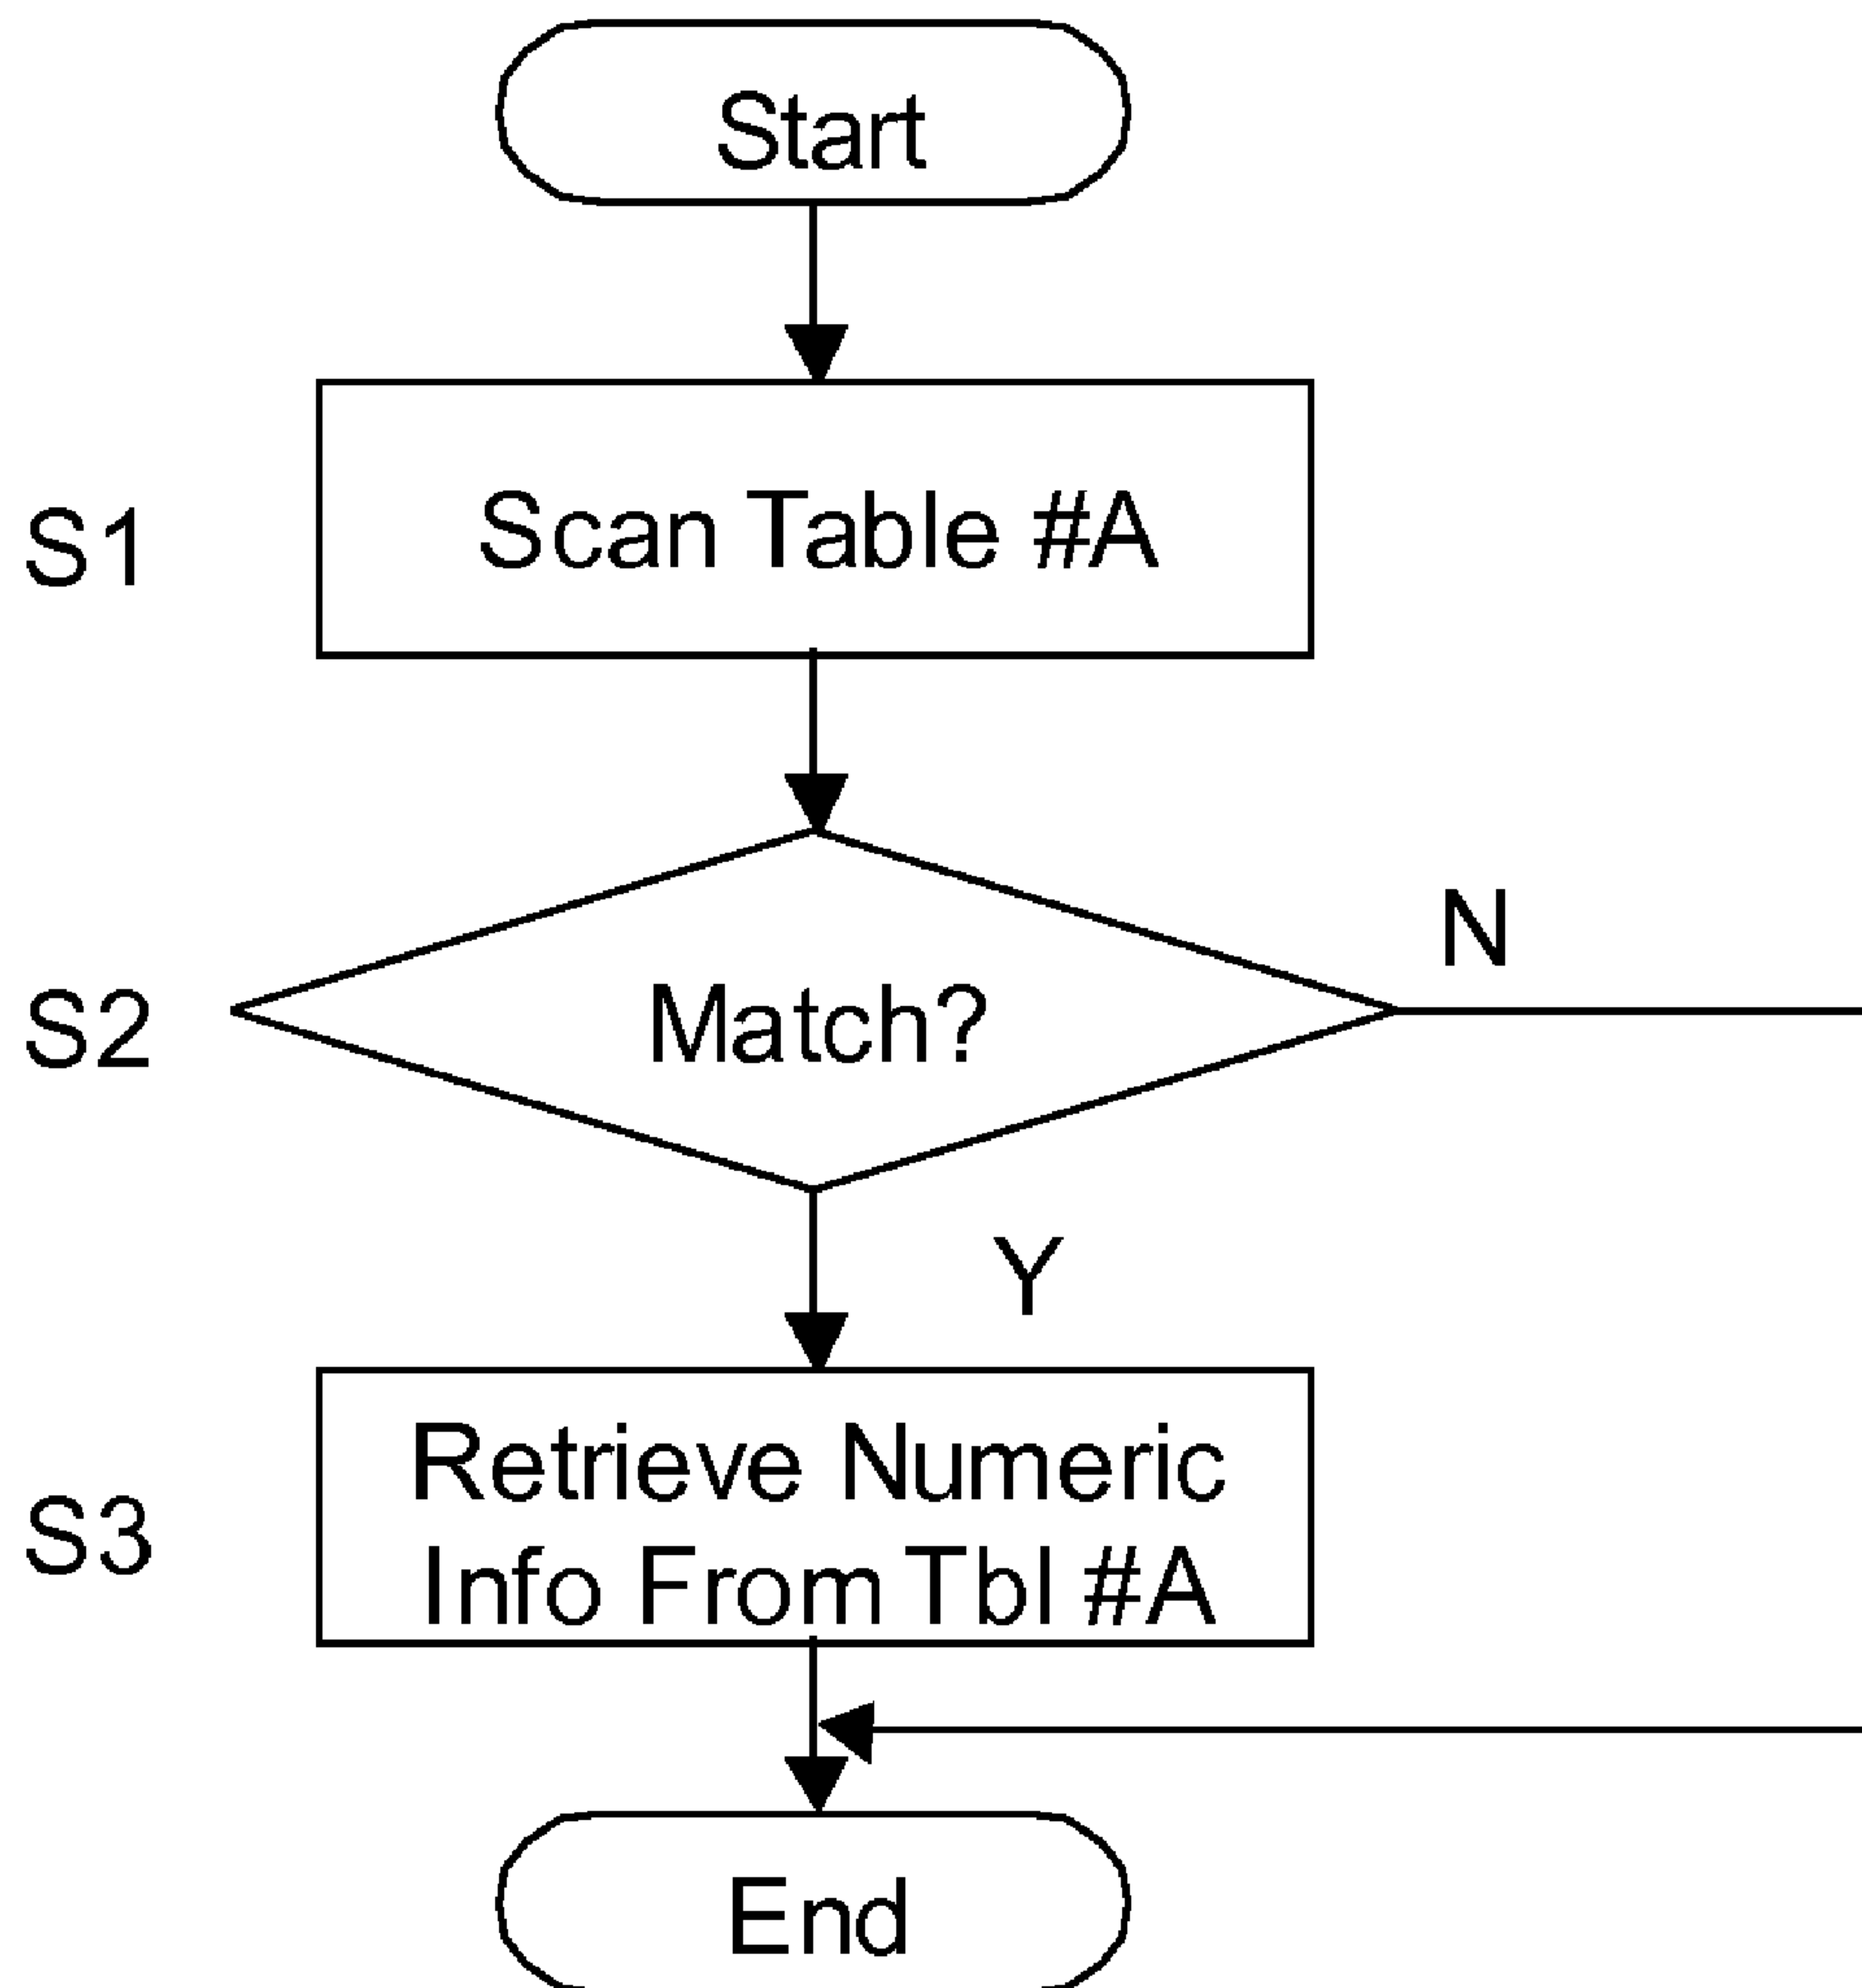 Start
S1
Scan Table #A
S2
Match?
N
Y
S3
Retrieve Numeric
Info From Tbl #A
End